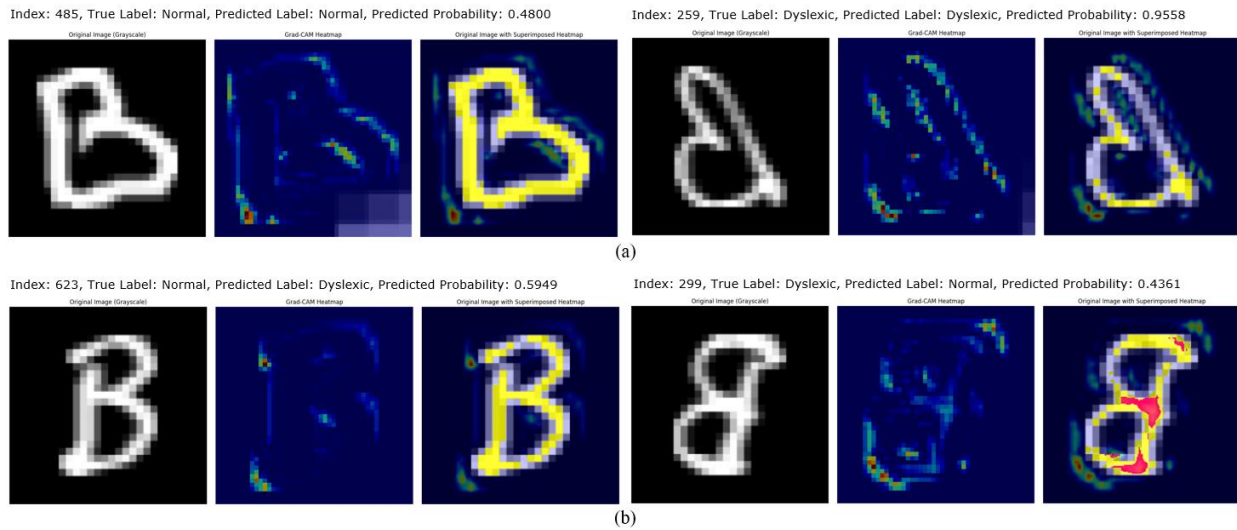 Index: 485, True Label: Normal, Predicted Label: Normal, Predicted Probability: 0.4800
Original Image (Grayscale)
Grad-CAM Heatmap
Original Image with Superimposed Heatmap
B
Index: 259, True Label: Dyslexic, Predicted Label: Dyslexic, Predicted Probability: 0.9558
Original Image (Grayscale)
Grad-CAM Heatmap
Original Image with Superimposed Heatmap
(a)
Index: 623, True Label: Normal, Predicted Label: Dyslexic, Predicted Probability: 0.5949
Original Image (Grayscale)
Grad-CAM Heatmap
Original Image with Superimposed Heatmap
B
Index: 299, True Label: Dyslexic, Predicted Label: Normal, Predicted Probability: 0.4361
Original Image (Grayscale)
Grad-CAM Heatmap
Original Image with Superimposed Heatmap
(b)